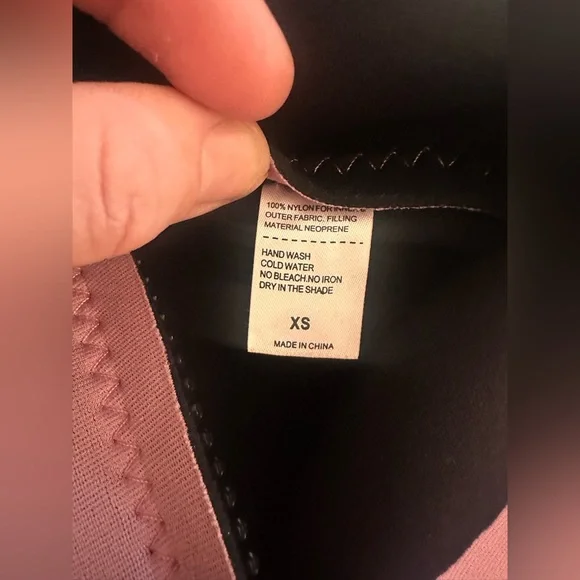 100% NYLON FOR INNER &
OUTER FABRIC. FILLING
MATERIAL NEOPRENE
HAND WASH
COLD WATER
NO BLEACH.NO IRON
DRY IN THE SHADE
XS
MADE IN CHINA